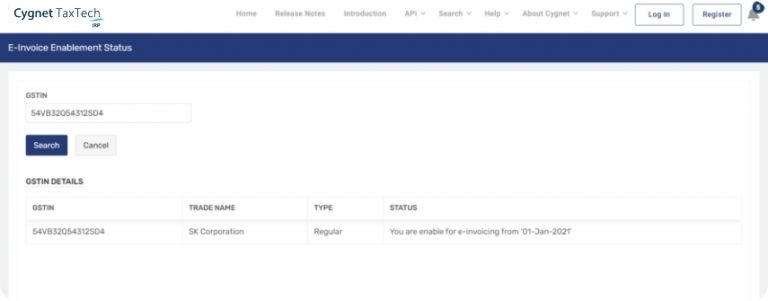 Cygnet TaxTech
IRP
Home Release Notes Introduction API Search Help About Cygnet Support Log In Register 5
E-Invoice Enablement Status
GSTIN
54VB32Q54312SD4
Search Cancel
GSTIN DETAILS
GSTIN TRADE NAME TYPE STATUS
54VB32Q54312SD4 SK Corporation Regular You are enable for e-invoicing from '01-Jan-2021'